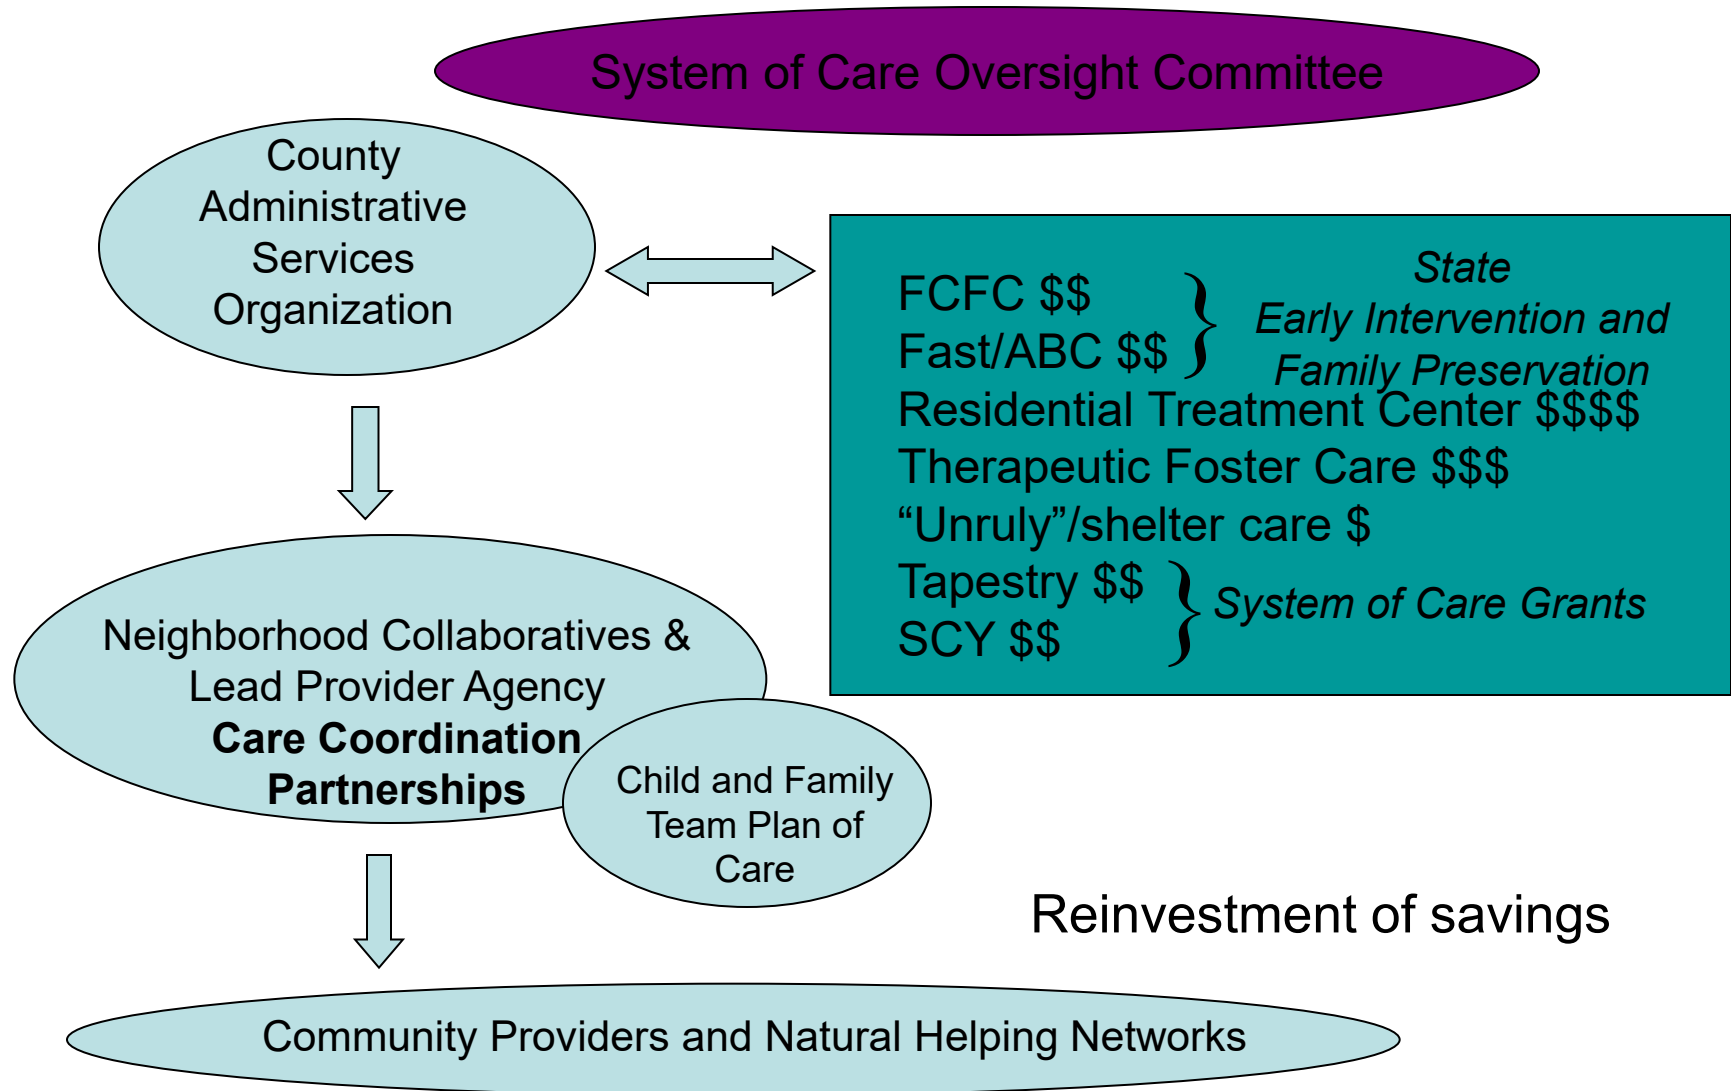 System of Care Oversight Committee
County
Administrative
Services
Organization
FCFC $$
Fast/ABC $$
State
Early Intervention and
Family Preservation
Residential Treatment Center $$$$
Therapeutic Foster Care $$$
“Unruly”/shelter care $
Tapestry $$
SCY $$
System of Care Grants
Neighborhood Collaboratives &
Lead Provider Agency
Care Coordination
Partnerships
Child and Family
Team Plan of
Care
Reinvestment of savings
Community Providers and Natural Helping Networks